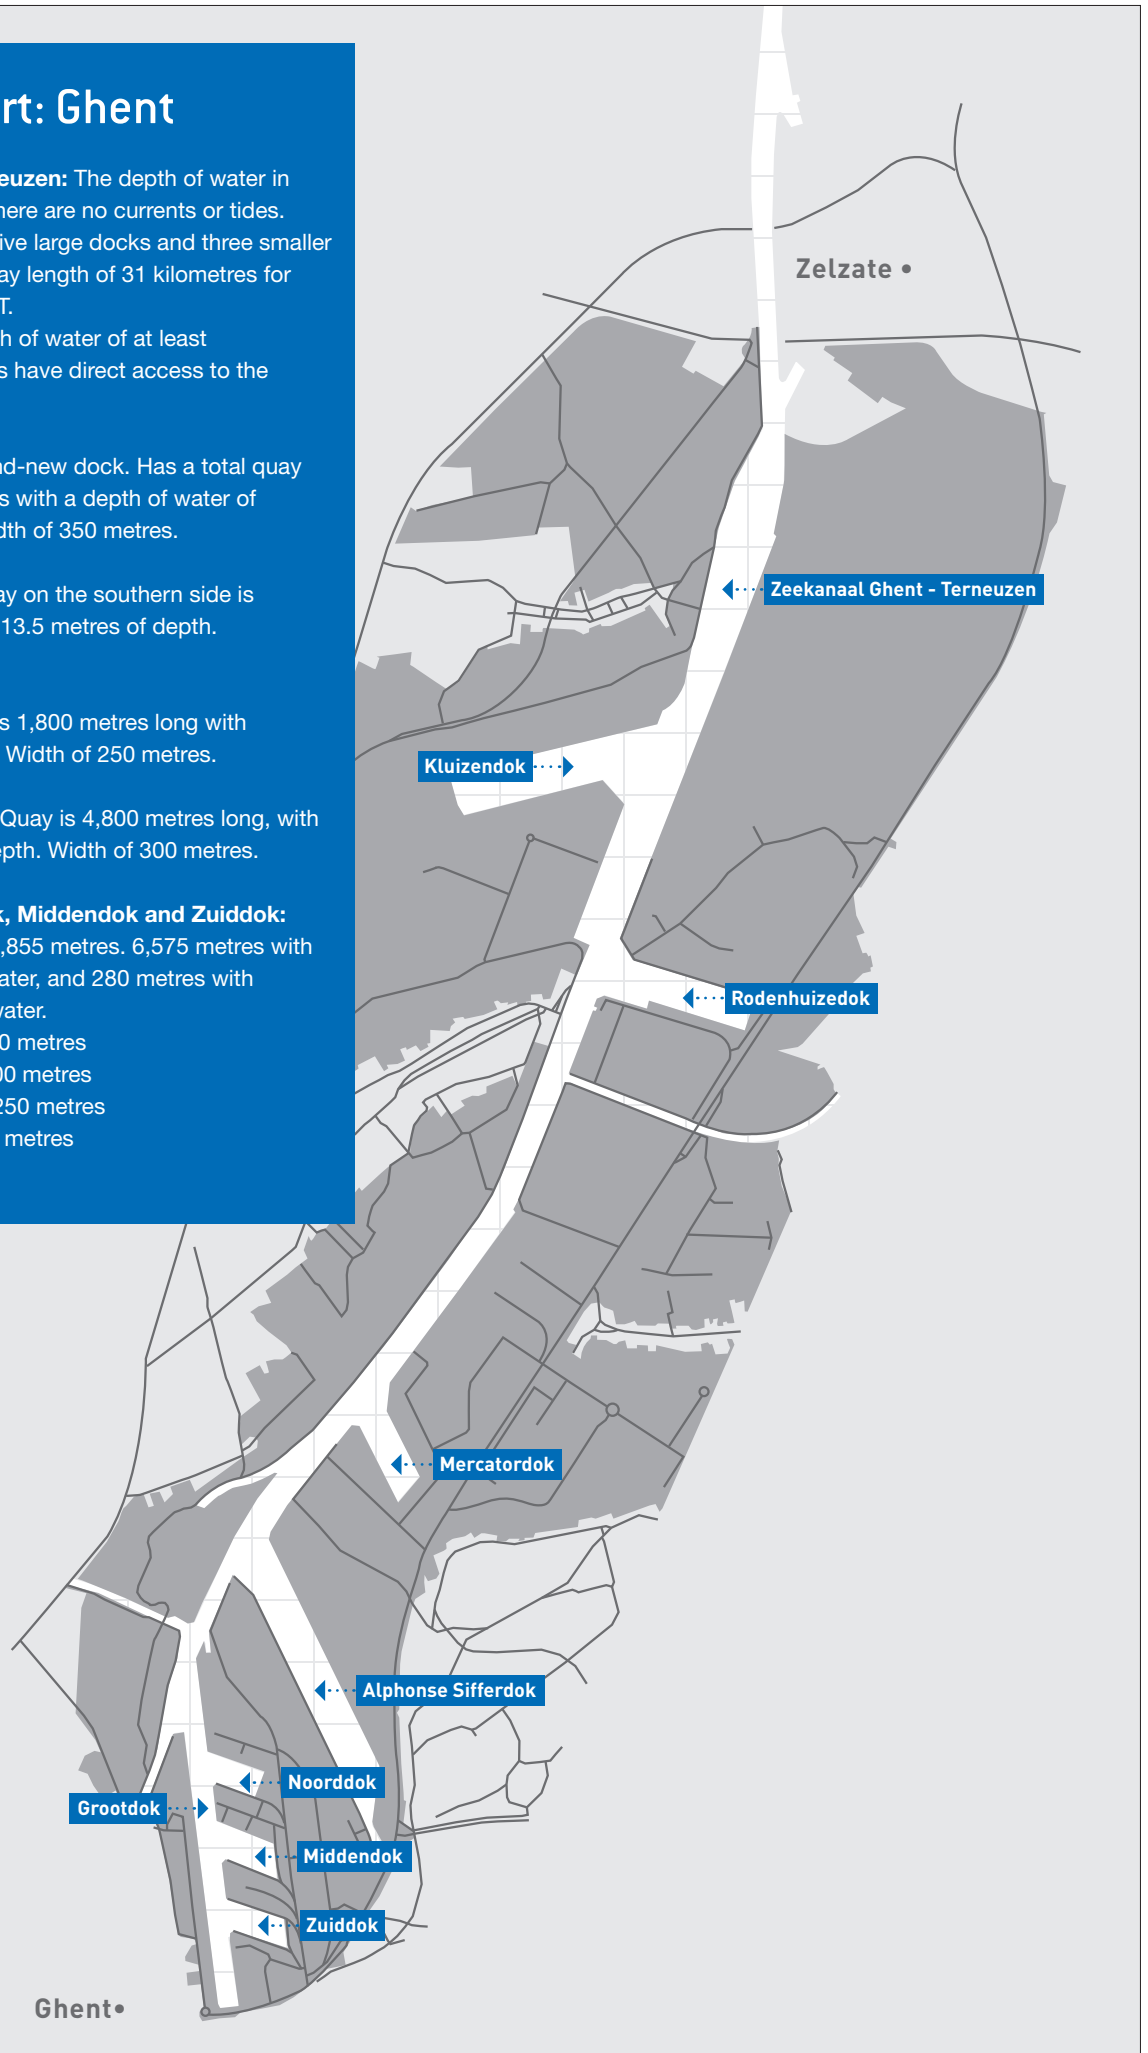 rt: Ghent
euzen: The depth of water in
here are no currents or tides.
ive large docks and three smaller
ay length of 31 kilometres for
T.
h of water of at least
s have direct access to the
nd-new dock. Has a total quay
s with a depth of water of
dth of 350 metres.
ay on the southern side is
13.5 metres of depth.
s 1,800 metres long with
Width of 250 metres.
Quay is 4,800 metres long, with
epth. Width of 300 metres.
k, Middendok and Zuiddok:
,855 metres. 6,575 metres with
ater, and 280 metres with
water.
0 metres
00 metres
250 metres
metres
Zelzate
Zeekanaal Ghent - Terneuzen
Kluizendok
Rodenhuizedok
Mercatordok
Alphonse Sifferdok
Noorddok
Grootdok
Middendok
Zuiddok
Ghent